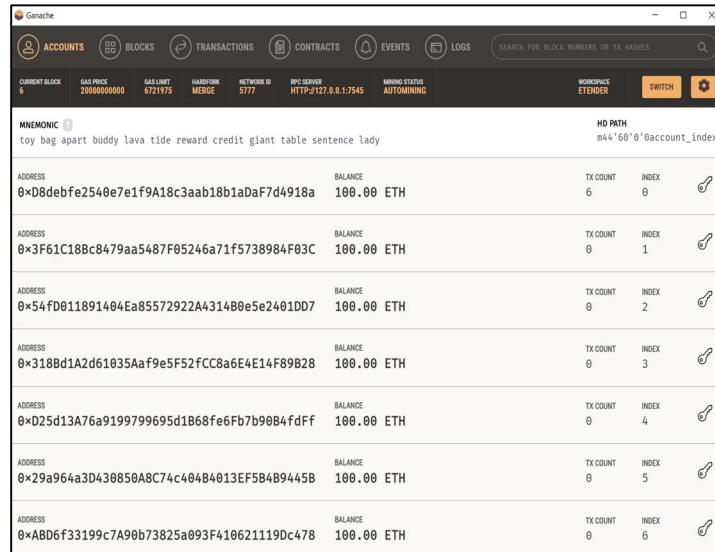 Ganache
ACCOUNTS BLOCKS TRANSACTIONS CONTRACTS EVENTS LOGS SEARCH FOR BLOCK NUMBERS OR TX HASHES
CURRENT BLOCK GAS PRICE GAS LIMIT HARDFORK NETWORK ID RPC SERVER MINING STATUS WORKSPACE
6 20000000000 6721975 MERGE 5777 HTTP://127.0.0.1:7545 AUTOMINING ETENDER SWITCH
MNEMONIC ? HD PATH
toy bag apart buddy lava tide reward credit giant table sentence lady m44'60'0'0account_index
ADDRESS BALANCE TX COUNT INDEX
0×D8debfe2540e7e1f9A18c3aab18b1aDaF7d4918a 100.00 ETH 6 0
ADDRESS BALANCE TX COUNT INDEX
0×3F61C18Bc8479aa5487F05246a71f5738984F03C 100.00 ETH 0 1
ADDRESS BALANCE TX COUNT INDEX
0×54fD011891404Ea85572922A4314B0e5e2401DD7 100.00 ETH 0 2
ADDRESS BALANCE TX COUNT INDEX
0×318Bd1A2d61035Aaf9e5F52fCC8a6E4E14F89B28 100.00 ETH 0 3
ADDRESS BALANCE TX COUNT INDEX
0×D25d13A76a9199799695d1B68fe6Fb7b90B4fdFf 100.00 ETH 0 4
ADDRESS BALANCE TX COUNT INDEX
0×29a964a3D430850A8C74c404B4013EF5B4B9445B 100.00 ETH 0 5
ADDRESS BALANCE TX COUNT INDEX
0×ABD6f33199c7A90b73825a093F410621119Dc478 100.00 ETH 0 6